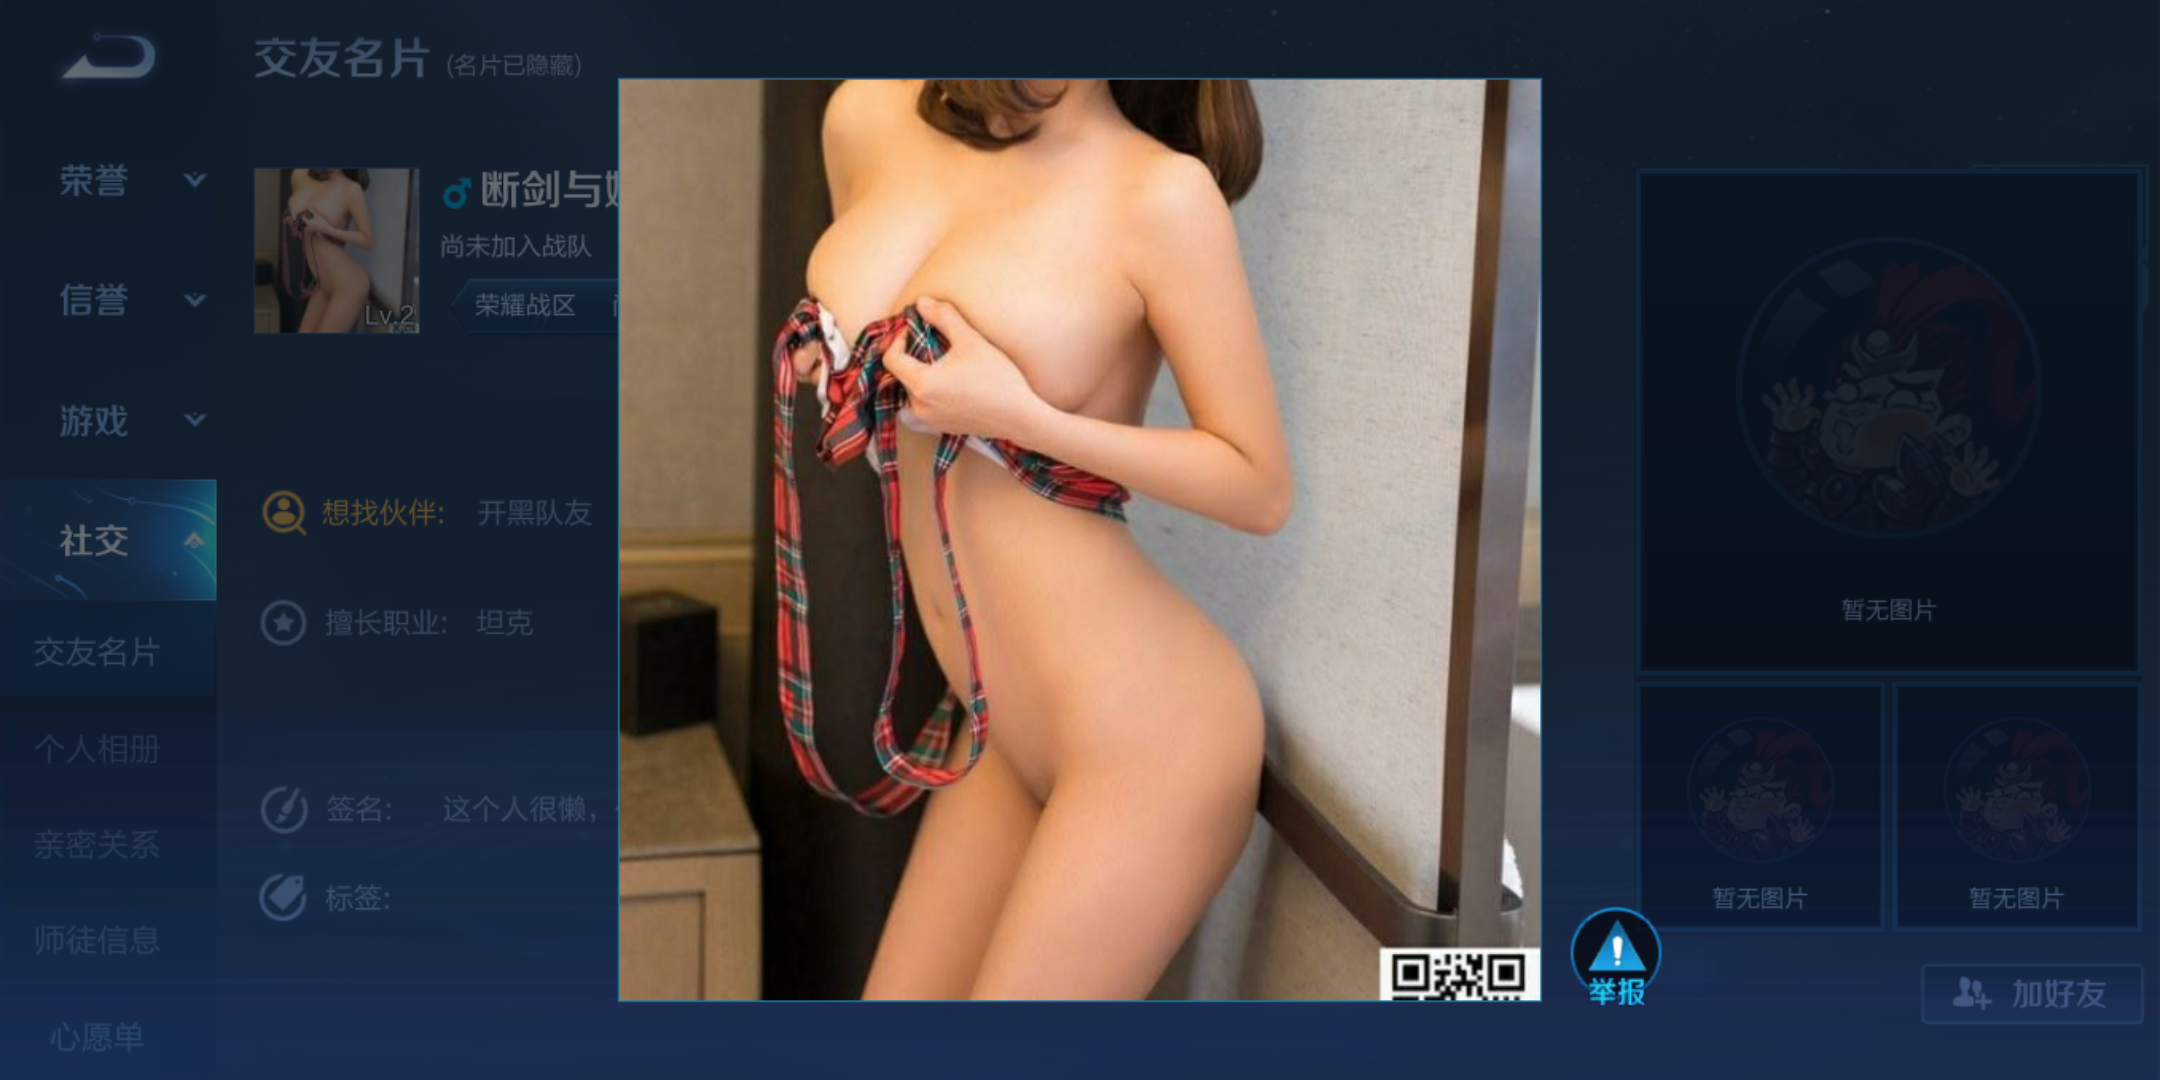 交友名片 (名片已隐藏)
荣誉
信誉
游戏
社交
交友名片
个人相册
亲密关系
师徒信息
心愿单
Lv.2
断剑与
尚未加入战队
荣耀战区
想找伙伴: 开黑队友
擅长职业: 坦克
签名: 这个人很懒，
标签:
暂无图片
暂无图片
暂无图片
举报
加好友